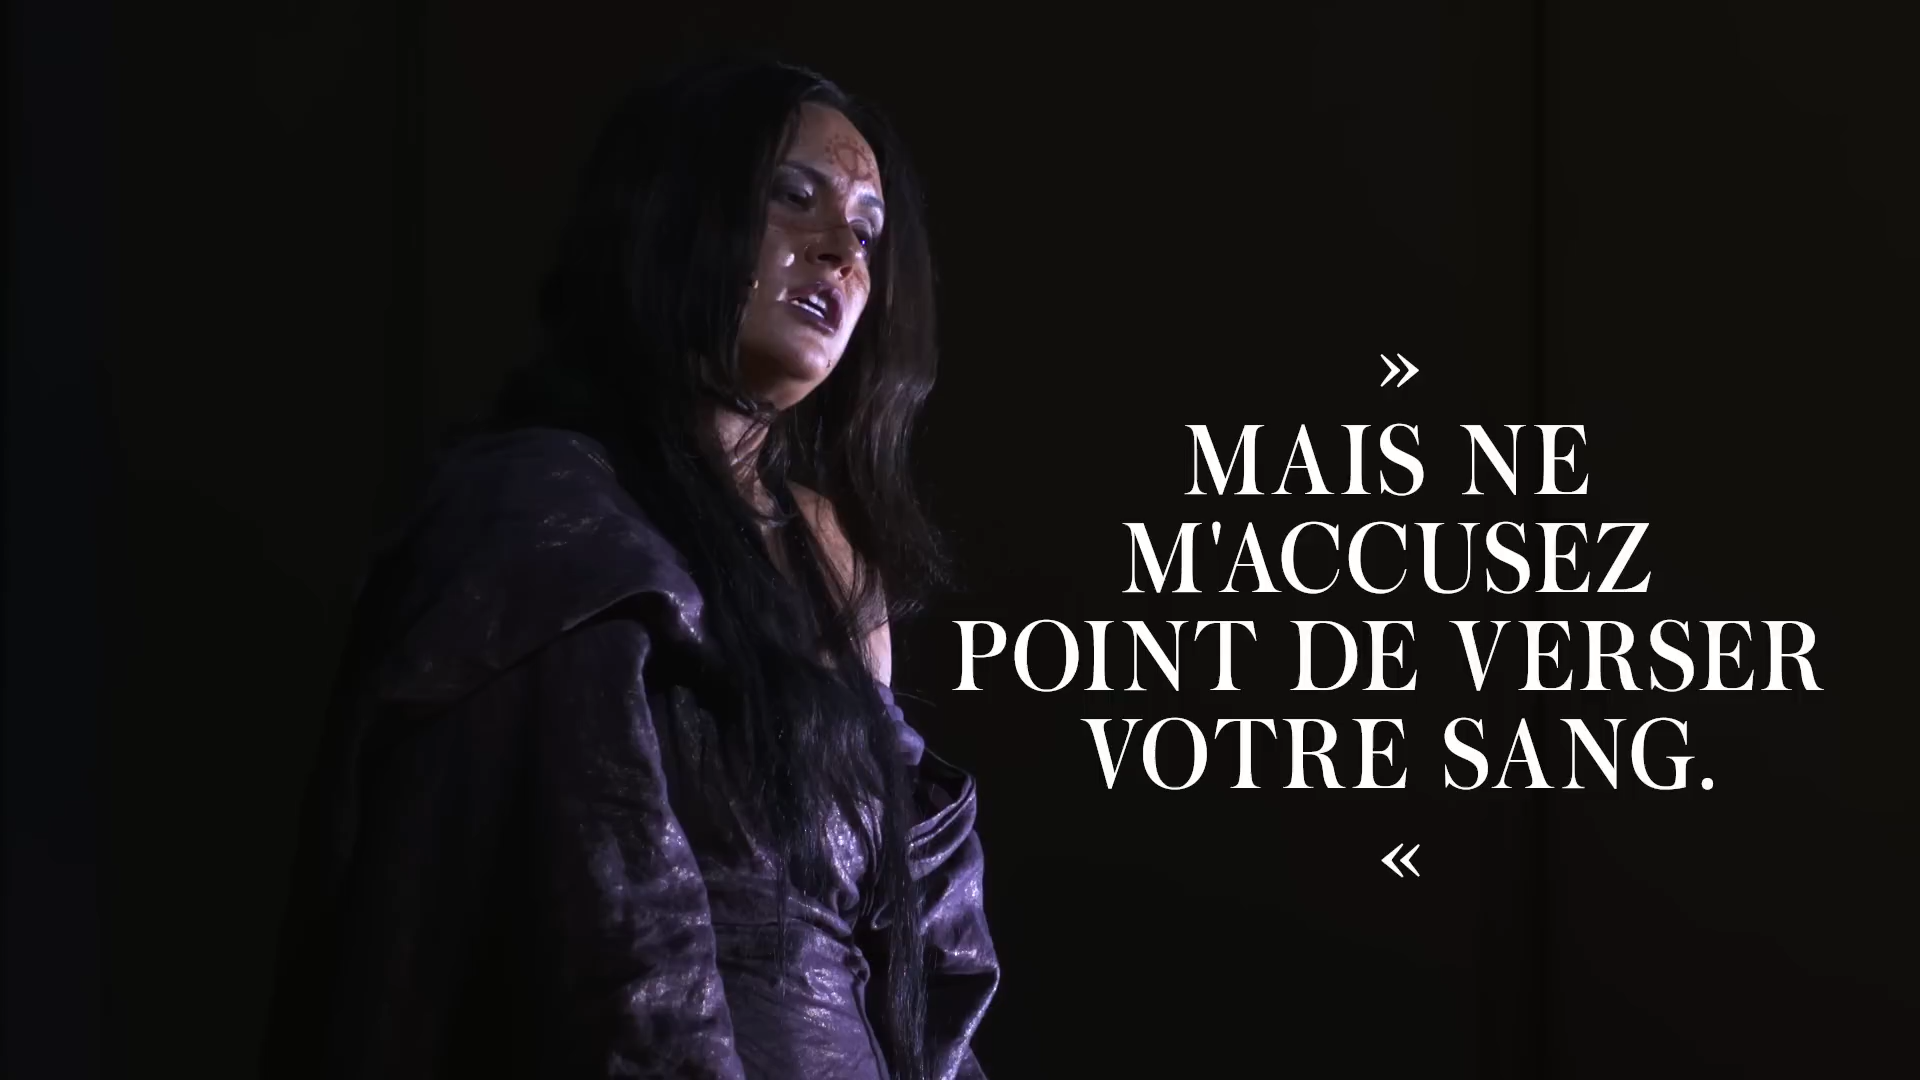 »
MAIS NE
M'ACCUSEZ
POINT DE VERSER
VOTRE SANG.
«